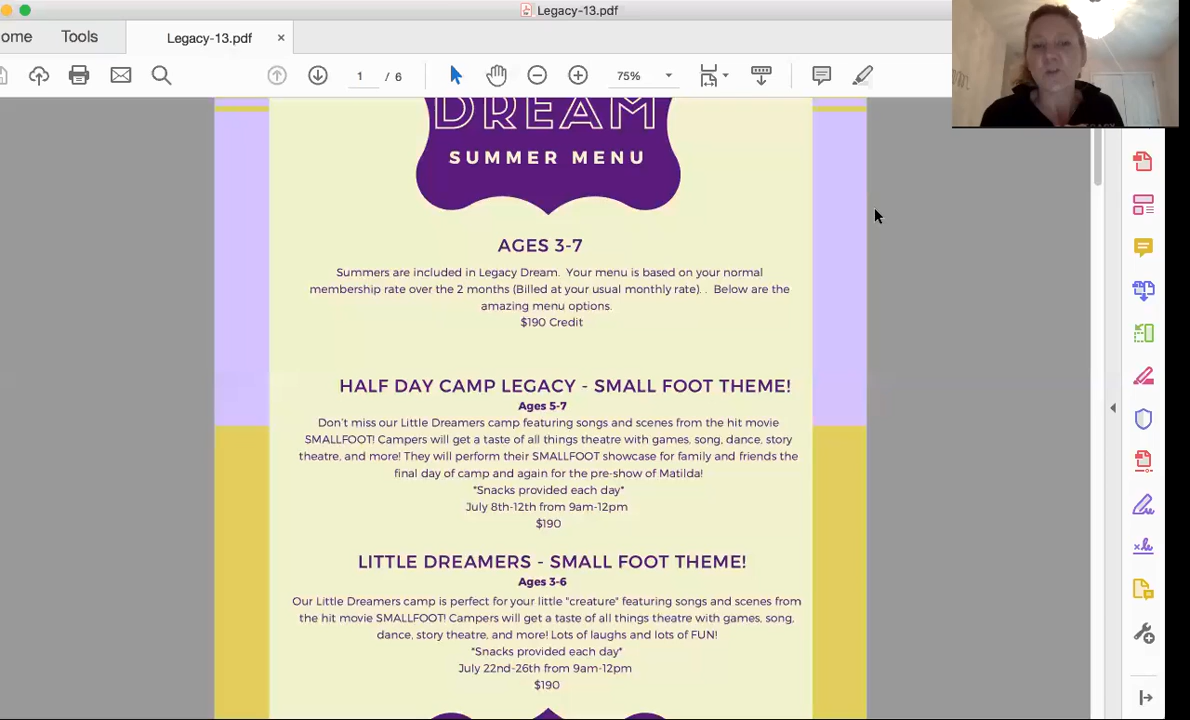 Legacy-13.pdf
ome
Tools
Legacy-13.pdf ×
1 / 6
75%
DREAM
SUMMER MENU
AGES 3-7
Summers are included in Legacy Dream. Your menu is based on your normal
membership rate over the 2 months (Billed at your usual monthly rate). . Below are the
amazing menu options.
$190 Credit
HALF DAY CAMP LEGACY - SMALL FOOT THEME!
Ages 5-7
Don't miss our Little Dreamers camp featuring songs and scenes from the hit movie
SMALLFOOT! Campers will get a taste of all things theatre with games, song, dance, story
theatre, and more! They will perform their SMALLFOOT showcase for family and friends the
final day of camp and again for the pre-show of Matilda!
*Snacks provided each day*
July 8th-12th from 9am-12pm
$190
LITTLE DREAMERS - SMALL FOOT THEME!
Ages 3-6
Our Little Dreamers camp is perfect for your little "creature" featuring songs and scenes from
the hit movie SMALLFOOT! Campers will get a taste of all things theatre with games, song,
dance, story theatre, and more! Lots of laughs and lots of FUN!
*Snacks provided each day*
July 22nd-26th from 9am-12pm
$190